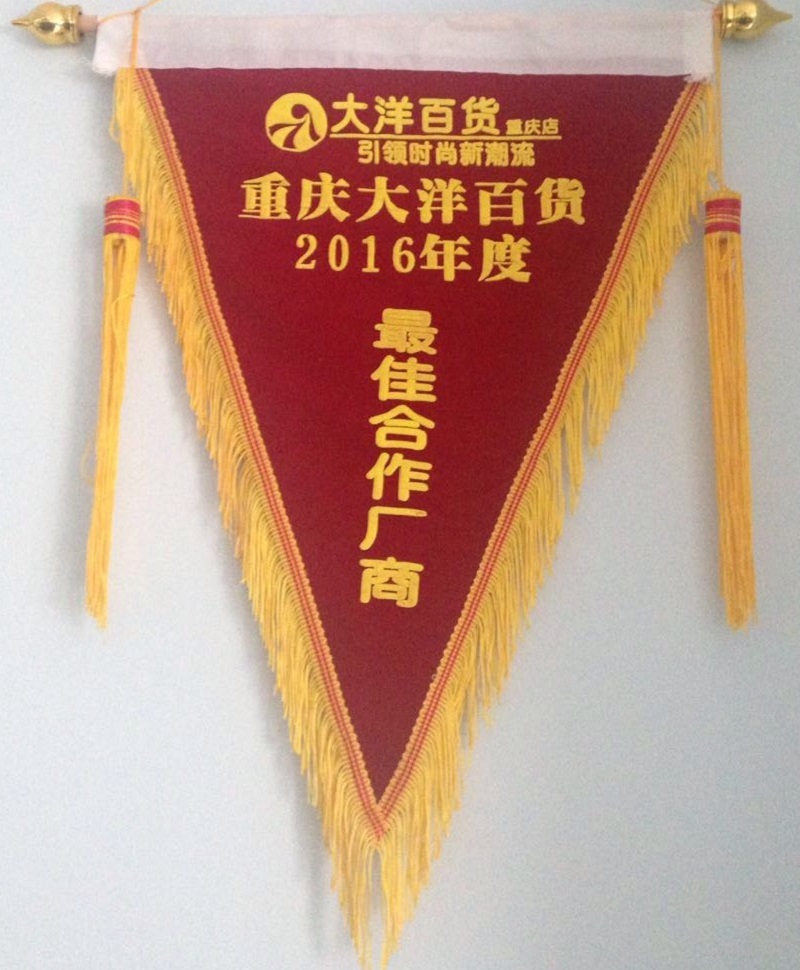 大洋百货 重庆店
引领时尚新潮流
重庆大洋百货
2016年度
最佳合作厂商